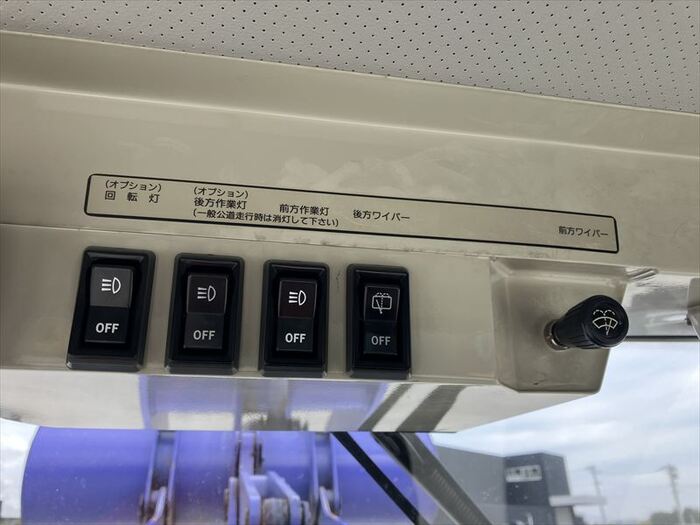 (オプション)
回転灯
(オプション)
後方作業灯
(一般公道走行時は消灯して下さい)
前方作業灯
後方ワイパー
前方ワイパー
OFF
OFF
OFF
OFF